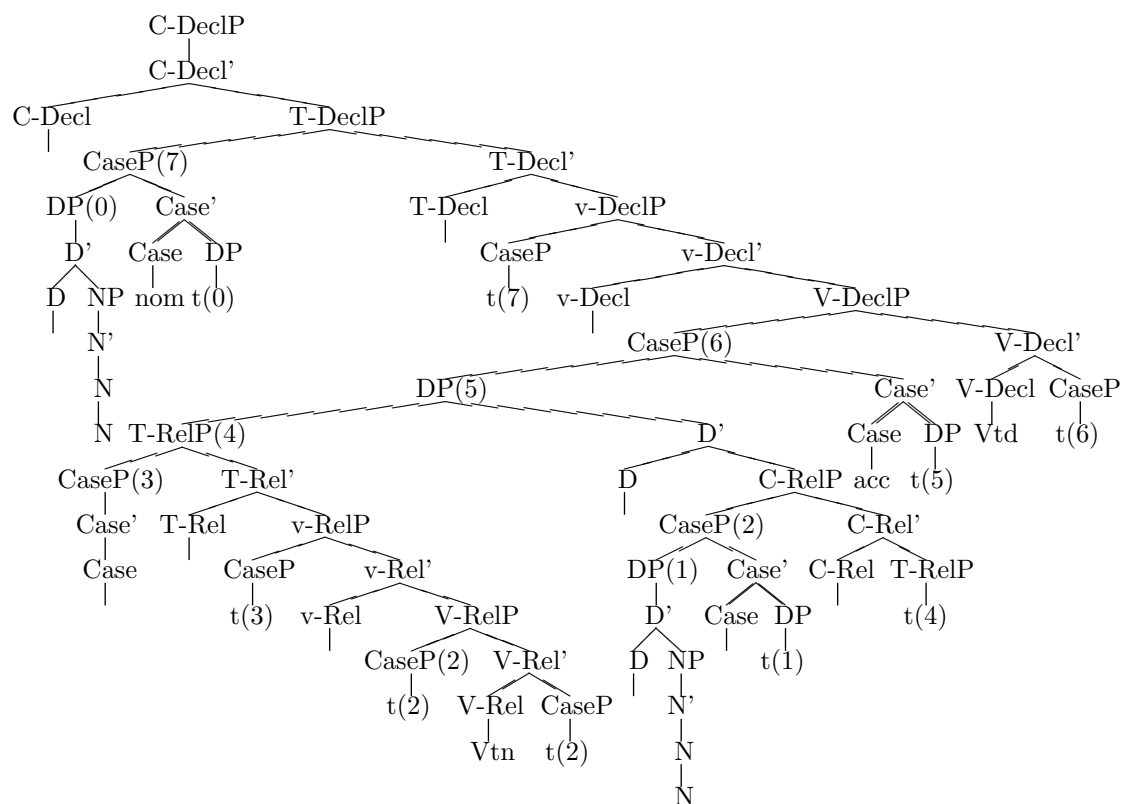 C-DeclP
C-Decl'
C-Decl T-DeclP
CaseP(7) T-Decl'
DP(0) Case' T-Decl v-DeclP
D' Case DP CaseP v-Decl'
D NP nom t(0) t(7) v-Decl V-DeclP
N' CaseP(6) V-Decl'
N DP(5) Case' V-Decl CaseP
N T-RelP(4) D' Case DP Vtd t(6)
CaseP(3) T-Rel' D C-RelP acc t(5)
Case' T-Rel v-RelP CaseP(2) C-Rel'
Case CaseP v-Rel' DP(1) Case' C-Rel T-RelP
t(3) v-Rel V-RelP D' Case DP t(4)
CaseP(2) V-Rel' D NP t(1)
t(2) V-Rel CaseP N'
Vtn t(2) N
N